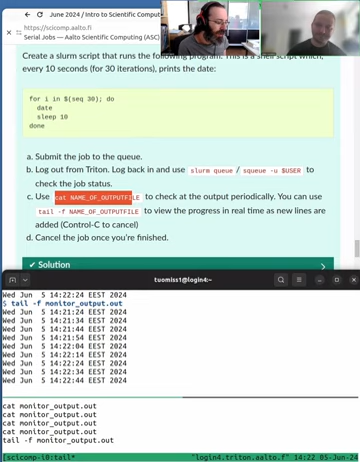 June 2024 / Intro to Scientific Comput
https://scicomp.aalto.fi
Serial Jobs — Aalto Scientific Computing (ASC)
Create a slurm script that runs the following program. This is a shell script which,
every 10 seconds (for 30 iterations), prints the date:
for i in $(seq 30); do
date
sleep 10
done
a. Submit the job to the queue.
b. Log out from Triton. Log back in and use slurm queue / squeue -u $USER to
check the job status.
c. Use cat NAME_OF_OUTPUTFILE to check at the output periodically. You can use
tail -f NAME_OF_OUTPUTFILE to view the progress in real time as new lines are
added (Control-C to cancel)
d. Cancel the job once you're finished.
✔ Solution
tuomiss1@login4:~
Wed Jun  5 14:22:24 EEST 2024
$ tail -f monitor_output.out
Wed Jun  5 14:21:24 EEST 2024
Wed Jun  5 14:21:34 EEST 2024
Wed Jun  5 14:21:44 EEST 2024
Wed Jun  5 14:21:54 EEST 2024
Wed Jun  5 14:22:04 EEST 2024
Wed Jun  5 14:22:14 EEST 2024
Wed Jun  5 14:22:24 EEST 2024
Wed Jun  5 14:22:34 EEST 2024
Wed Jun  5 14:22:44 EEST 2024
cat monitor_output.out
cat monitor_output.out
cat monitor_output.out
cat monitor_output.out
tail -f monitor_output.out
[scicomp-i0:tail* "login4.triton.aalto.f" 14:22 05-Jun-24